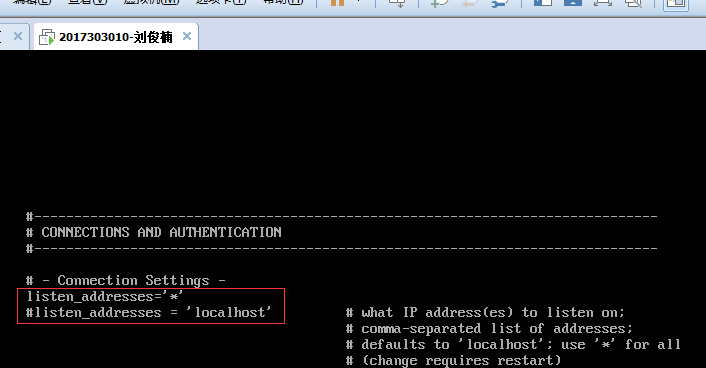 2017303010-刘俊楠
#------------------------------------------------------------------------------
# CONNECTIONS AND AUTHENTICATION
#------------------------------------------------------------------------------
# - Connection Settings -
listen_addresses='*'
#listen_addresses = 'localhost' # what IP address(es) to listen on;
# comma-separated list of addresses;
# defaults to 'localhost'; use '*' for all
# (change requires restart)